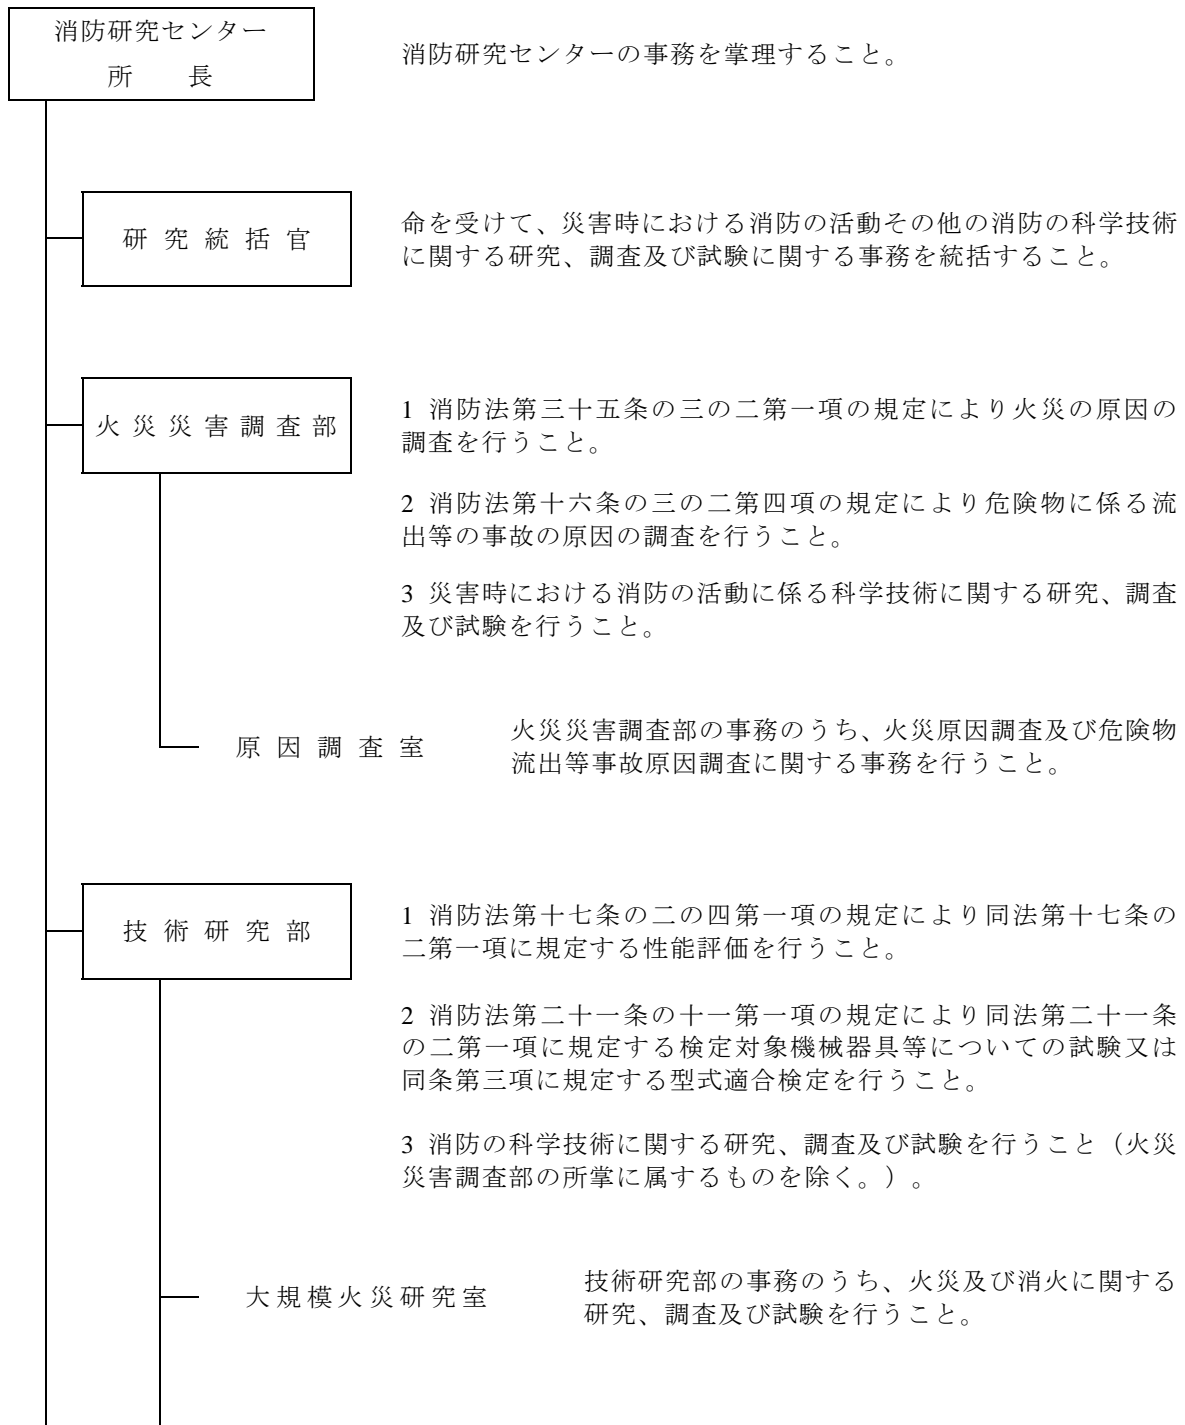 消防研究センター
所　長
消防研究センターの事務を掌理すること。
研究統括官
命を受けて、災害時における消防の活動その他の消防の科学技術
に関する研究、調査及び試験に関する事務を統括すること。
火災災害調査部
1 消防法第三十五条の三の二第一項の規定により火災の原因の
調査を行うこと。
2 消防法第十六条の三の二第四項の規定により危険物に係る流
出等の事故の原因の調査を行うこと。
3 災害時における消防の活動に係る科学技術に関する研究、調査
及び試験を行うこと。
原因調査室
火災災害調査部の事務のうち、火災原因調査及び危険物
流出等事故原因調査に関する事務を行うこと。
技術研究部
1 消防法第十七条の二の四第一項の規定により同法第十七条の
二第一項に規定する性能評価を行うこと。
2 消防法第二十一条の十一第一項の規定により同法第二十一条
の二第一項に規定する検定対象機械器具等についての試験又は
同条第三項に規定する型式適合検定を行うこと。
3 消防の科学技術に関する研究、調査及び試験を行うこと（火災
災害調査部の所掌に属するものを除く。）。
大規模火災研究室
技術研究部の事務のうち、火災及び消火に関する
研究、調査及び試験を行うこと。